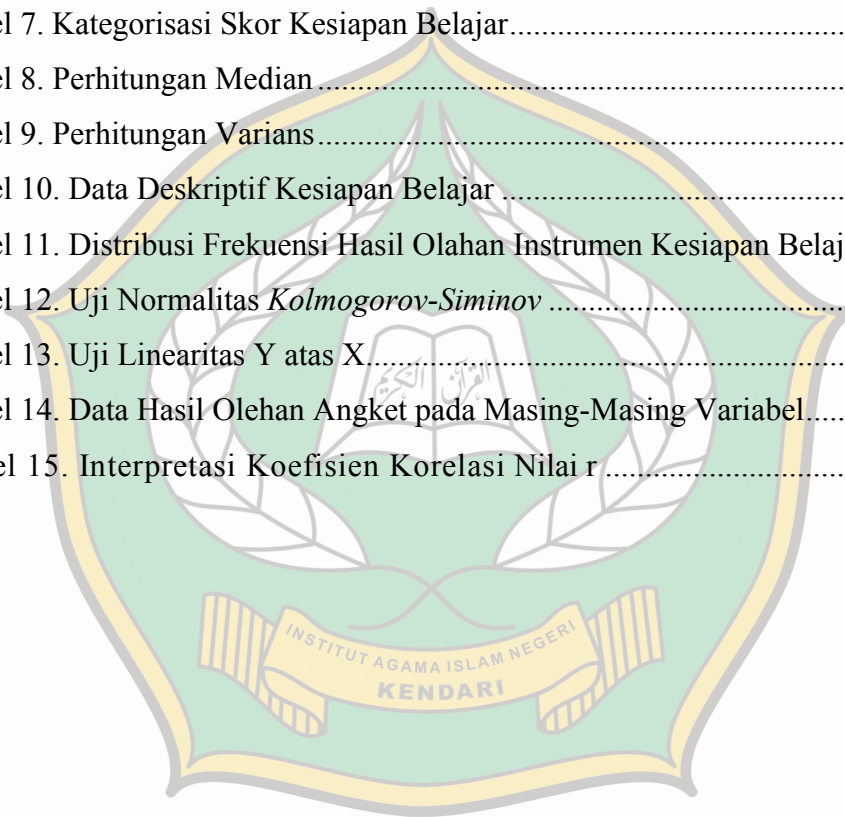 el 7. Kategorisasi Skor Kesiapan Belajar..........................................
el 8. Perhitungan Median..................................................................
el 9. Perhitungan Varians..................................................................
el 10. Data Deskriptif Kesiapan Belajar ...........................................
el 11. Distribusi Frekuensi Hasil Olahan Instrumen Kesiapan Belaj
el 12. Uji Normalitas Kolmogorov-Siminov .....................................
el 13. Uji Linearitas Y atas X............................................................
القرآن الكريم
el 14. Data Hasil Olehan Angket pada Masing-Masing Variabel.....
el 15. Interpretasi Koefisien Korelasi Nilai r ..............................
INSTITUT AGAMA ISLAM NEGERI
KENDARI